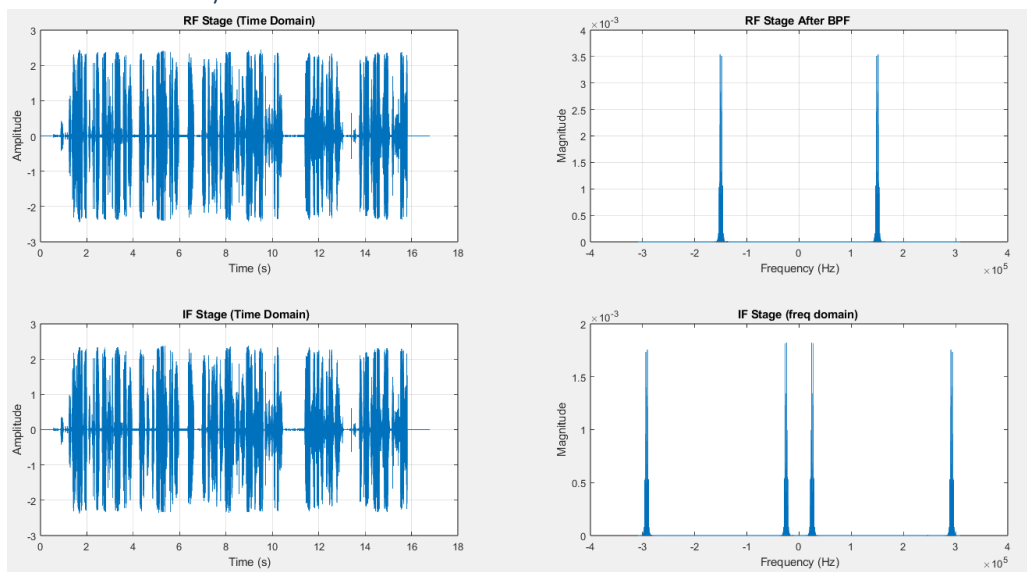 RF Stage (Time Domain)
Amplitude
3
2
1
0
-1
-2
-3
0 2 4 6 8 10 12 14 16 18
Time (s)
RF Stage After BPF
×10⁻³
Magnitude
4
3.5
3
2.5
2
1.5
1
0.5
0
-4 -3 -2 -1 0 1 2 3 4
Frequency (Hz)
×10⁵
IF Stage (Time Domain)
Amplitude
3
2
1
0
-1
-2
-3
0 2 4 6 8 10 12 14 16 18
Time (s)
IF Stage (freq domain)
×10⁻³
Magnitude
2
1.5
1
0.5
0
-4 -3 -2 -1 0 1 2 3 4
Frequency (Hz)
×10⁵